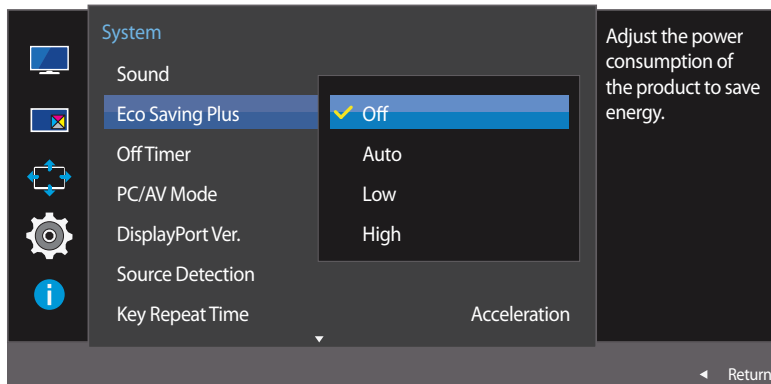 System
Sound
Eco Saving Plus
Off
Off Timer
Auto
PC/AV Mode
Low
DisplayPort Ver.
High
Source Detection
Key Repeat Time
Acceleration
Adjust the power
consumption of
the product to save
energy.
Return